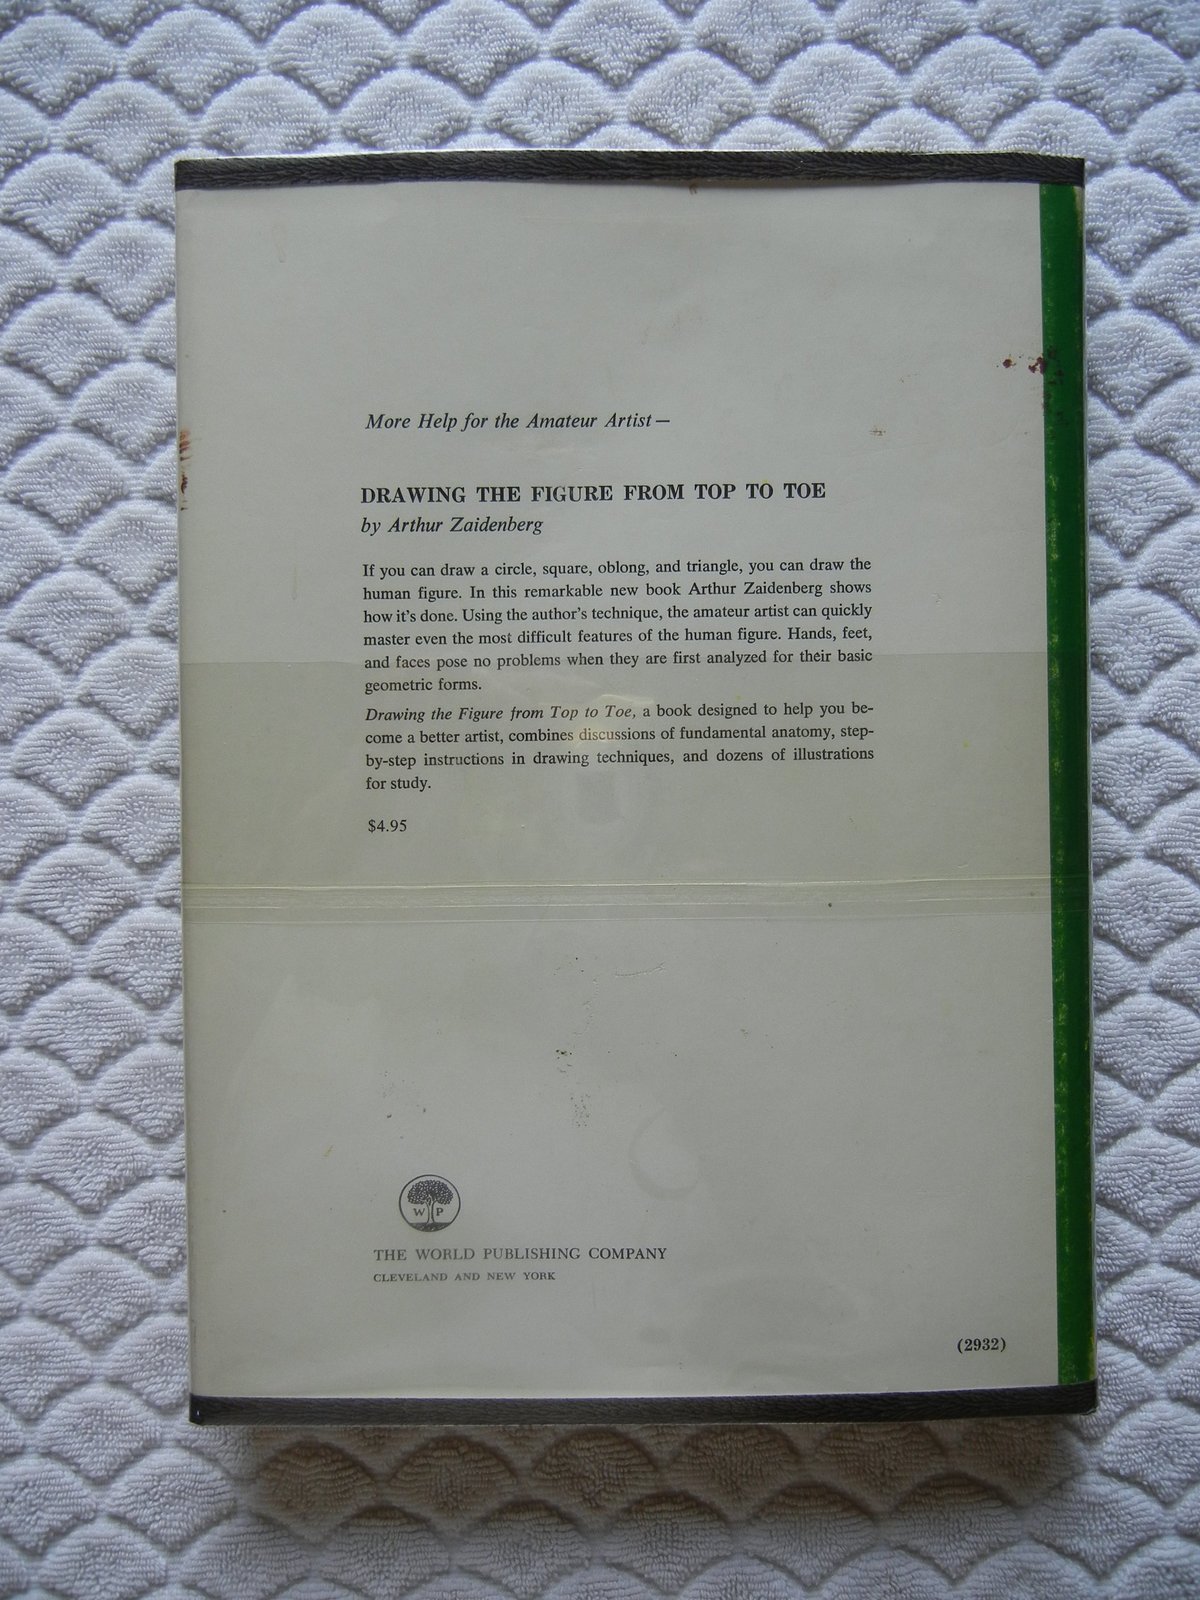 More Help for the Amateur Artist—
DRAWING THE FIGURE FROM TOP TO TOE
by Arthur Zaidenberg
If you can draw a circle, square, oblong, and triangle, you can draw the
human figure. In this remarkable new book Arthur Zaidenberg shows
how it's done. Using the author's technique, the amateur artist can quickly
master even the most difficult features of the human figure. Hands, feet,
and faces pose no problems when they are first analyzed for their basic
geometric forms.
Drawing the Figure from Top to Toe, a book designed to help you be-
come a better artist, combines discussions of fundamental anatomy, step-
by-step instructions in drawing techniques, and dozens of illustrations
for study.
$4.95
W P
THE WORLD PUBLISHING COMPANY
CLEVELAND AND NEW YORK
(2932)